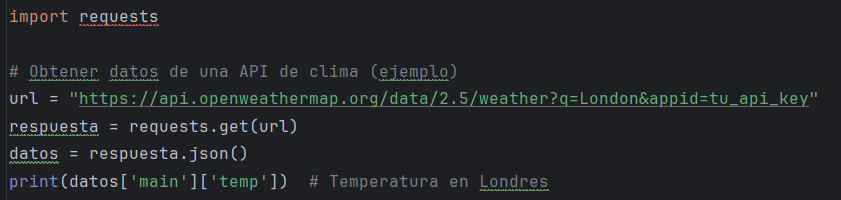 import requests
# Obtener datos de una API de clima (ejemplo)
url = "https://api.openweathermap.org/data/2.5/weather?q=London&appid=tu_api_key"
respuesta = requests.get(url)
datos = respuesta.json()
print(datos['main']['temp'])  # Temperatura en Londres